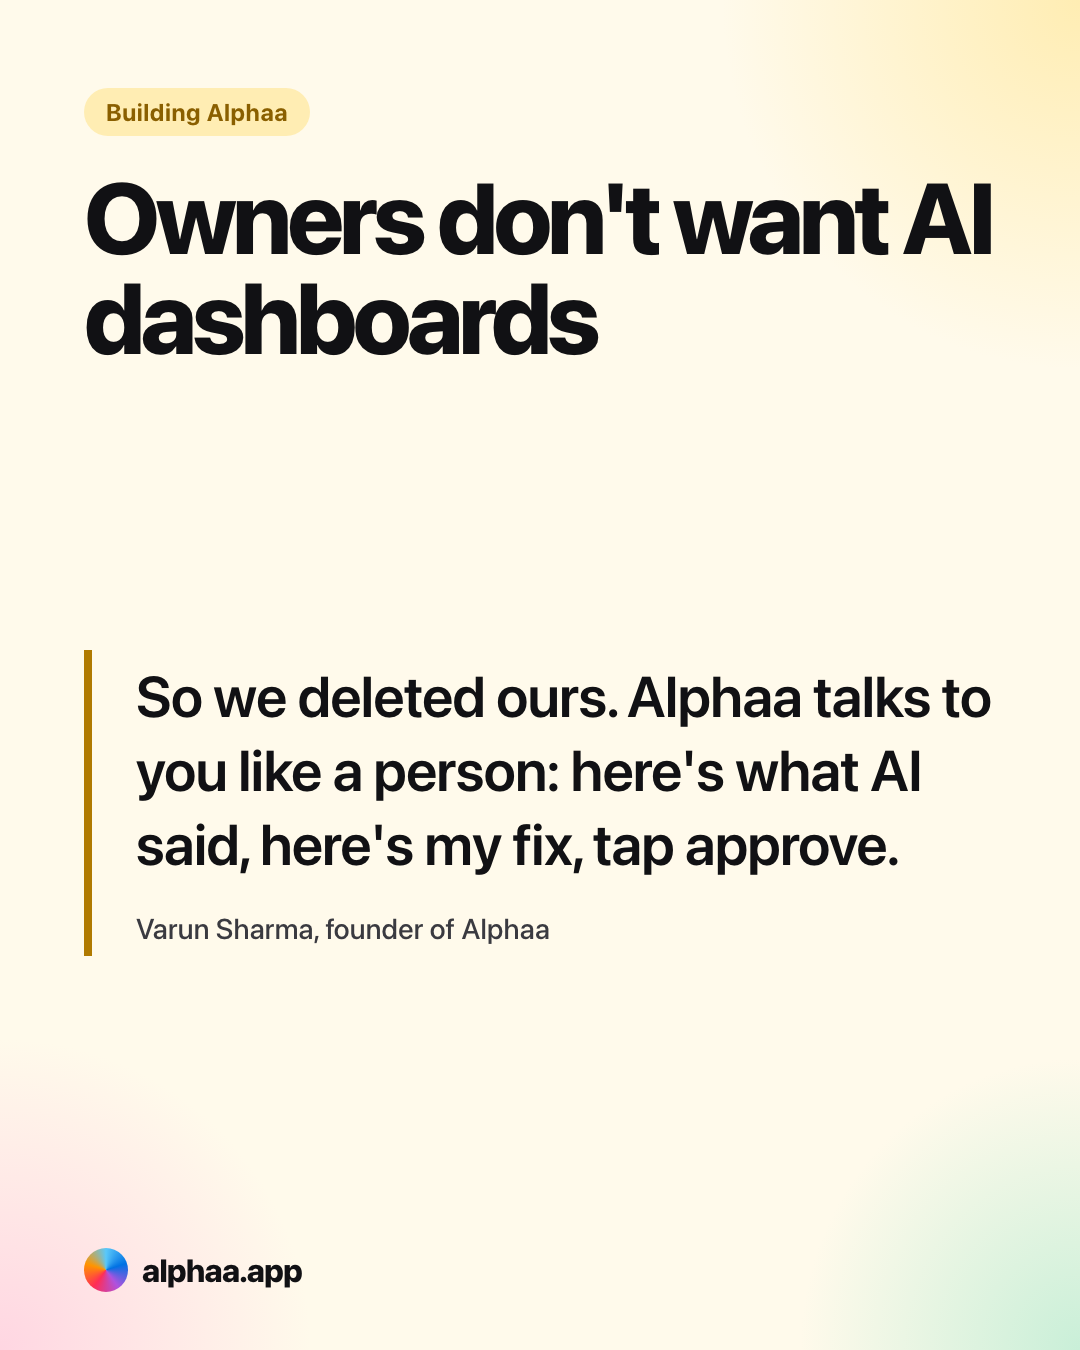 Building Alphaa
Owners don't want AI
dashboards
So we deleted ours. Alphaa talks to
you like a person: here's what AI
said, here's my fix, tap approve.
Varun Sharma, founder of Alphaa
alphaa.app